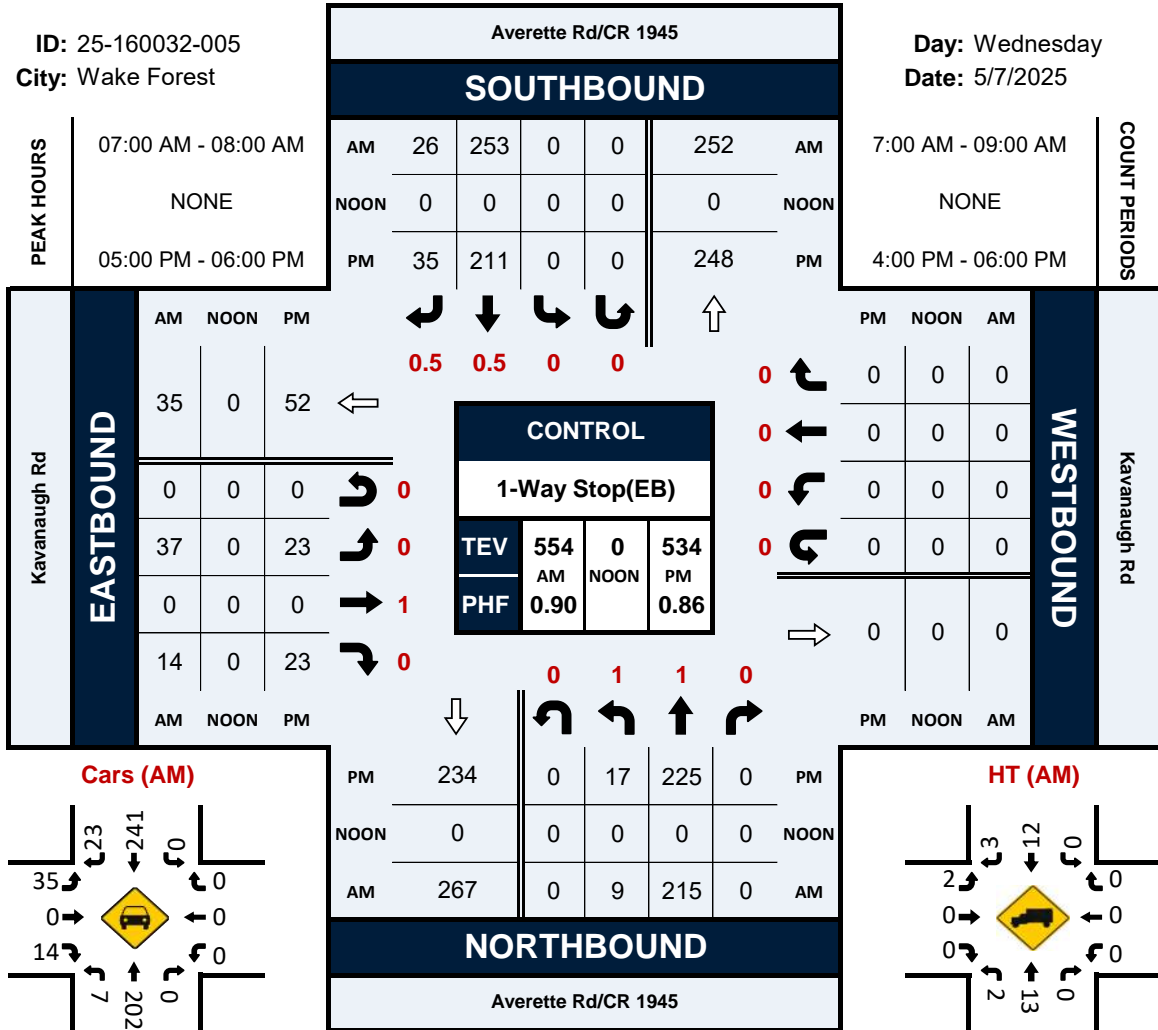 ID: 25-160032-005
City: Wake Forest
Averette Rd/CR 1945
SOUTHBOUND
Day: Wednesday
Date: 5/7/2025
PEAK HOURS
07:00 AM - 08:00 AM
NONE
05:00 PM - 06:00 PM
AM 26 253 0 0 252 AM
NOON 0 0 0 0 0 NOON
PM 35 211 0 0 248 PM
7:00 AM - 09:00 AM
NONE
4:00 PM - 06:00 PM
COUNT PERIODS
0.5 0.5 0 0
Kavanaugh Rd
EASTBOUND
AM NOON PM
35 0 52
0 0 0 0
37 0 23 0
0 0 0 1
14 0 23 0
AM NOON PM
CONTROL
1-Way Stop(EB)
TEV 554 0 534
AM NOON PM
PHF 0.90 0.86
PM NOON AM
0 0 0 0
0 0 0 0
0 0 0 0
0 0 0 0
0 0 0
PM NOON AM
WESTBOUND
Kavanaugh Rd
0 1 1 0
PM 234 0 17 225 0 PM
NOON 0 0 0 0 0 NOON
AM 267 0 9 215 0 AM
NORTHBOUND
Averette Rd/CR 1945
Cars (AM)
23 241 0
35 0
0 0
14 0
7 202 0
HT (AM)
3 12 0
2 0
0 0
0 0
2 13 0